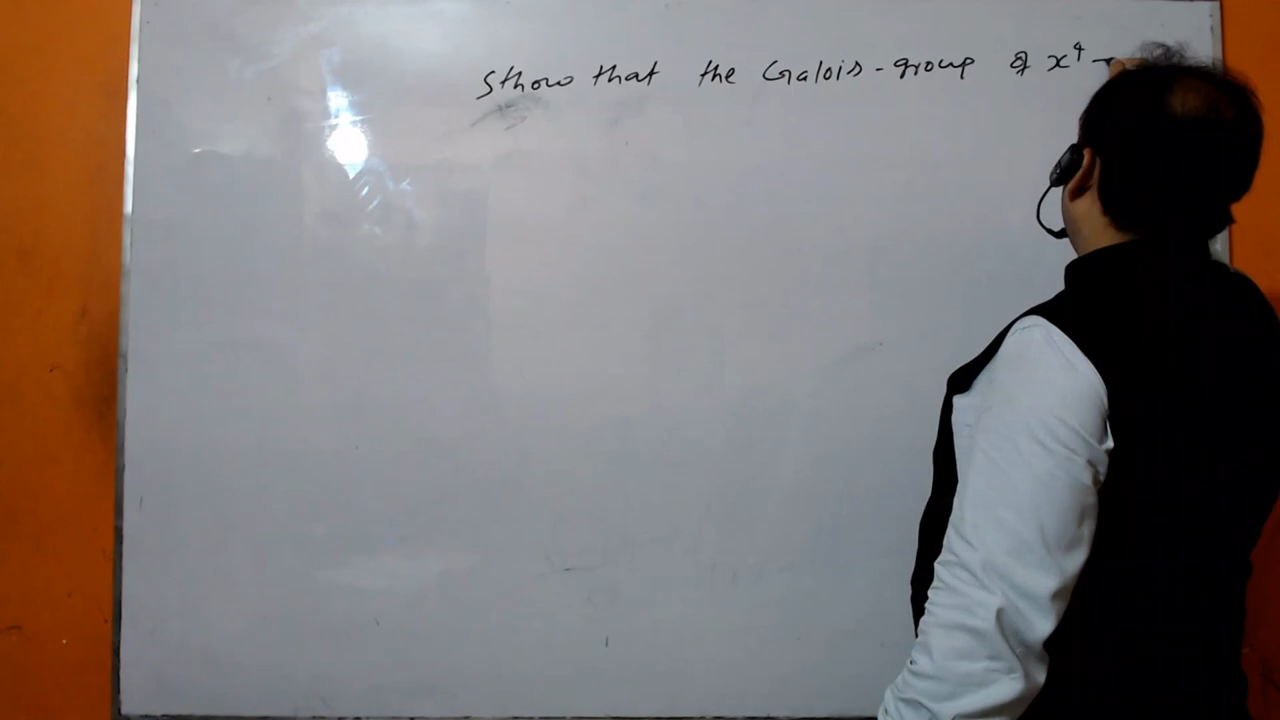 Show that the Galois-group of x⁴ -